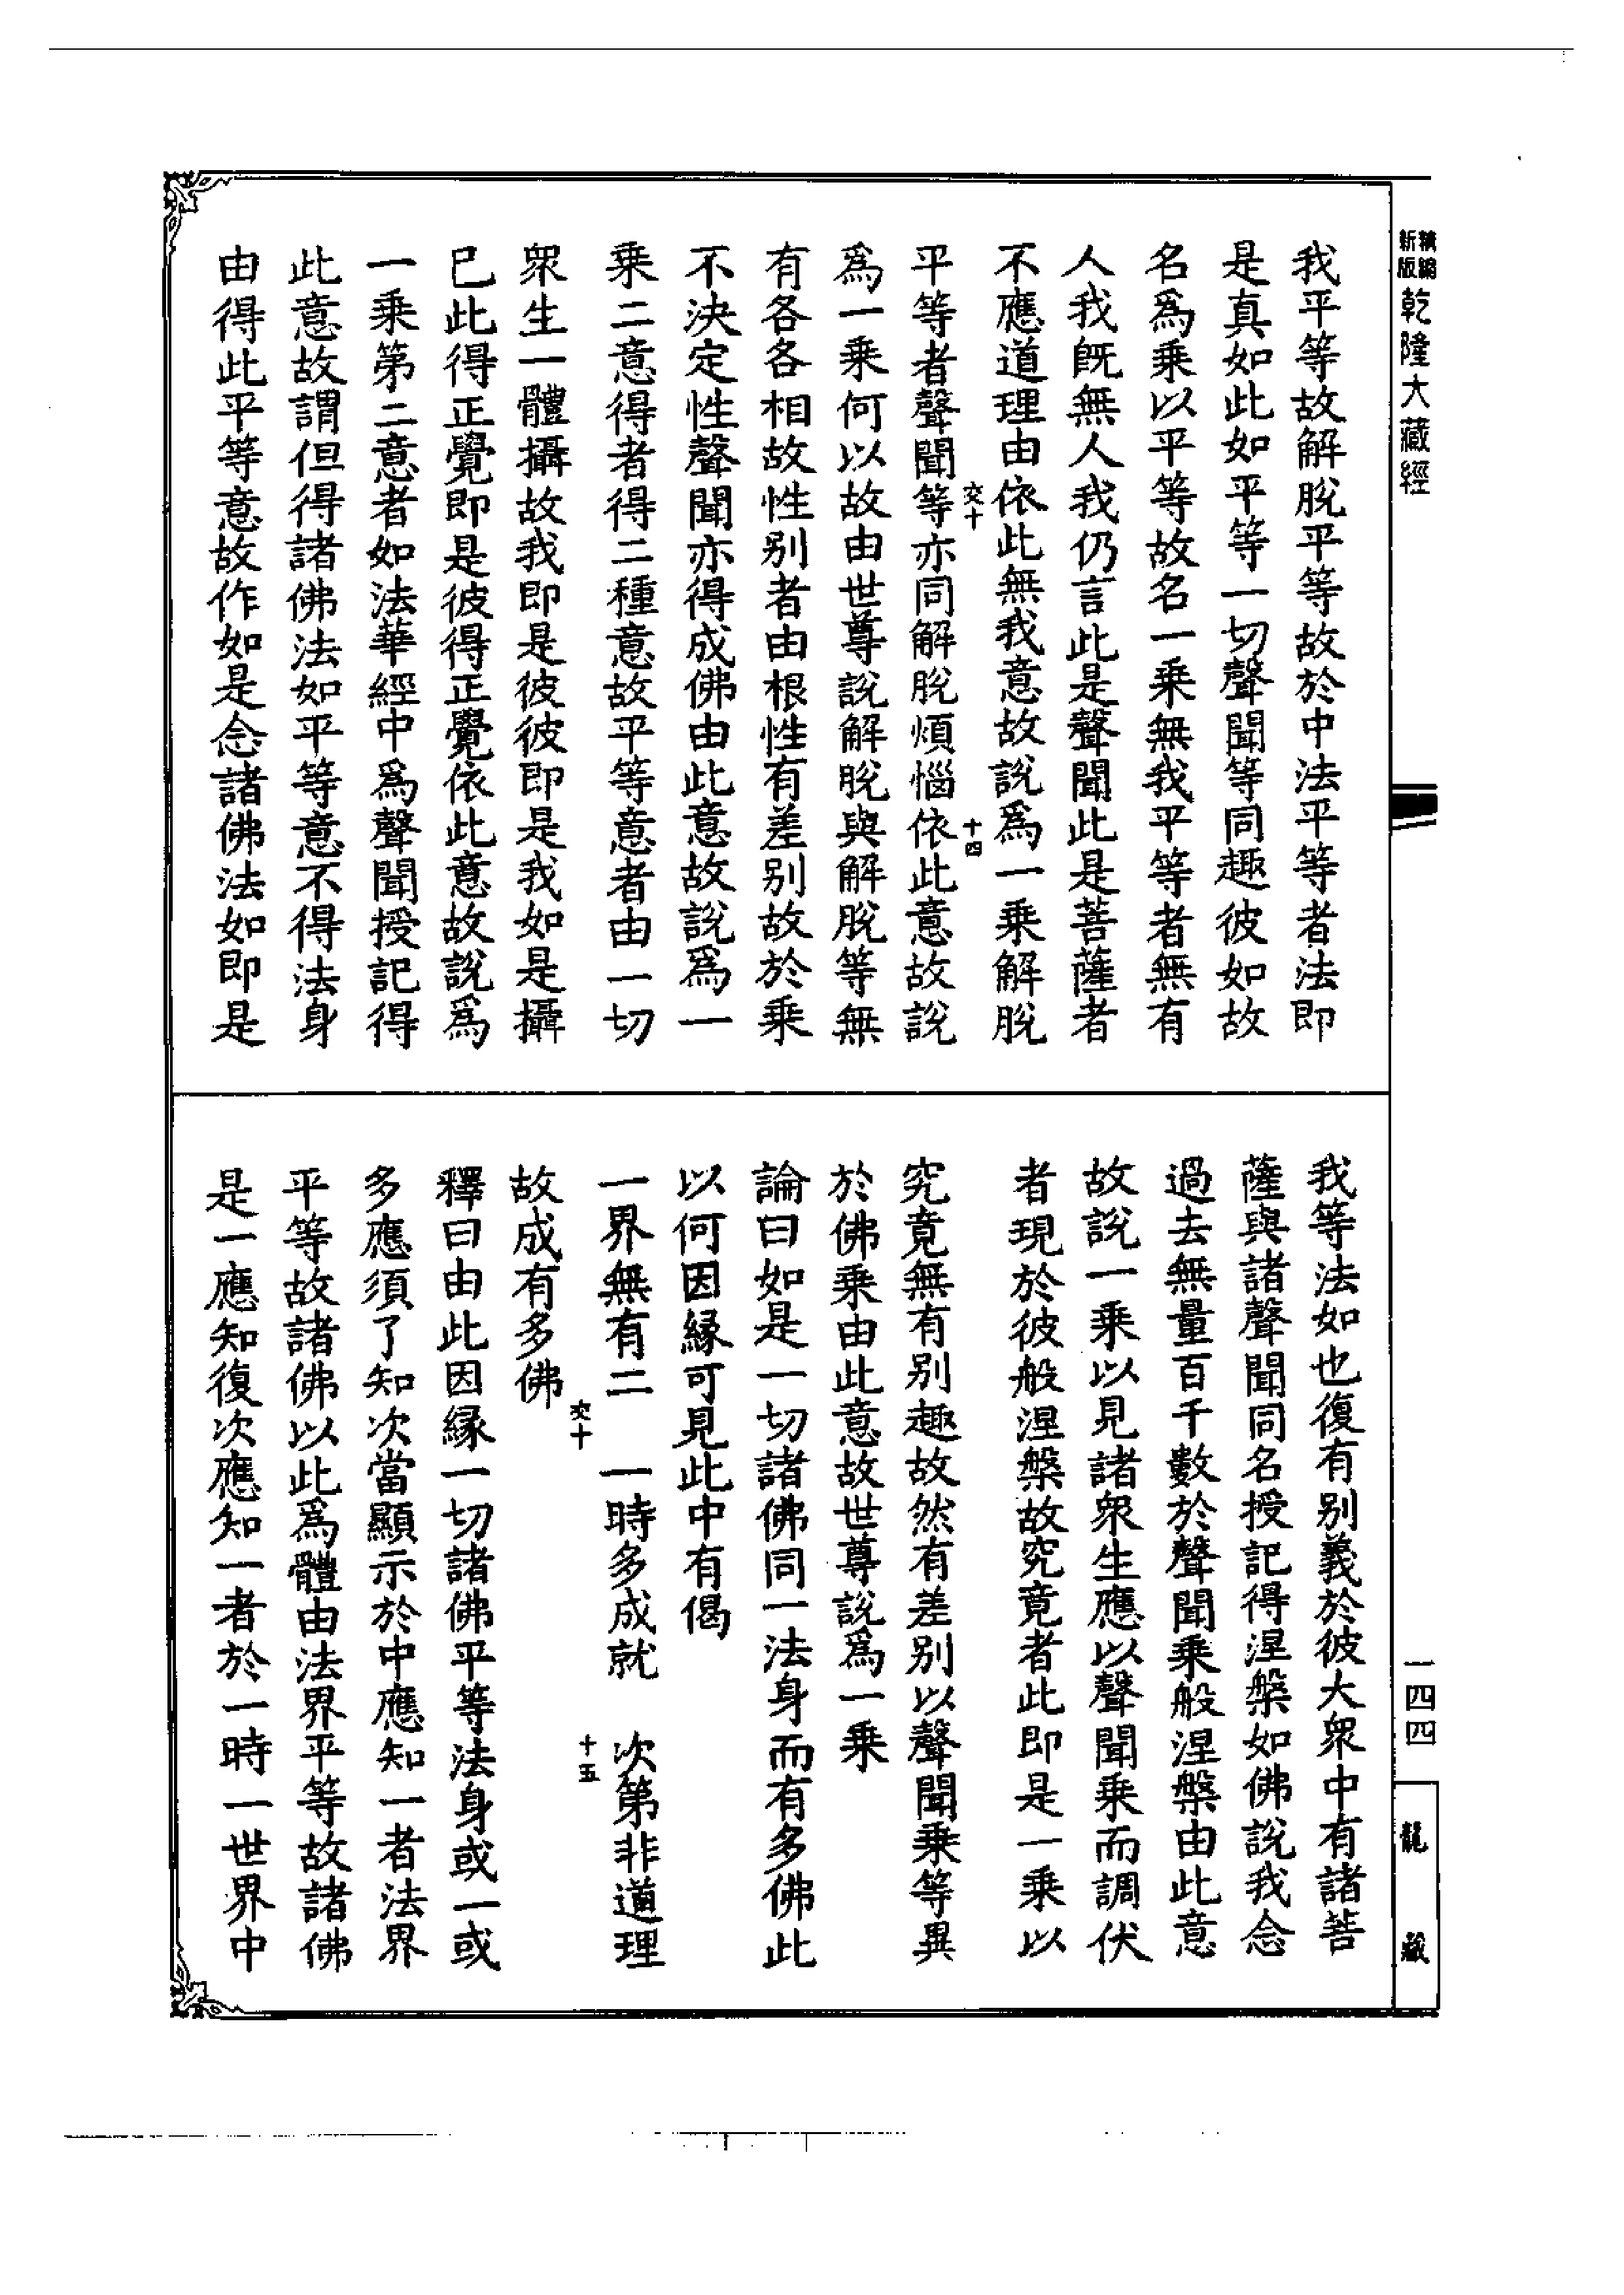 新編
新版
乾隆大藏經
我平等故解脫平等故於中法平等者法即
是真如此如平等一切聲聞等同趣彼如故
名爲乘以平等故名一乘無我平等者無有
人我旣無人我仍言此是聲聞此是菩薩者
不應道理由依此無我意故說爲一乘解脫
交十
十四
平等者聲聞等亦同解脫煩惱依此意故說
爲一乘何以故由世尊說解脫與解脫等無
有各各相故性別者由根性有差別故於乘
不決定性聲聞亦得成佛由此意故說爲一
乘二意得者得二種意故平等意者由一切
眾生一體攝故我即是彼彼即是我如是攝
已此得正覺即是彼得正覺依此意故說爲
一乘第二意者如法華經中爲聲聞授記得
此意故謂但得諸佛法如平等意不得法身
由得此平等意故作如是念諸佛法如即是
我等法如也復有別義於彼大眾中有諸菩
薩與諸聲聞同名授記得涅槃如佛說我念
過去無量百千數於聲聞乘般涅槃由此意
故說一乘以見諸衆生應以聲聞乘而調伏
者現於彼般涅槃故究竟者此即是一乘以
究竟無有別趣故然有差別以聲聞乘等異
於佛乘由此意故世尊說爲一乘
論曰如是一切諸佛同一法身而有多佛此
以何因緣可見此中有偈
一界無有二　一時多成就　次第非道理
交十
十五
故成有多佛
釋曰由此因緣一切諸佛平等法身或一或
多應須了知次當顯示於中應知一者法界
平等故諸佛以此爲體由法界平等故諸佛
是一應知復次應知一者於一時一世界中
一四四
龍藏